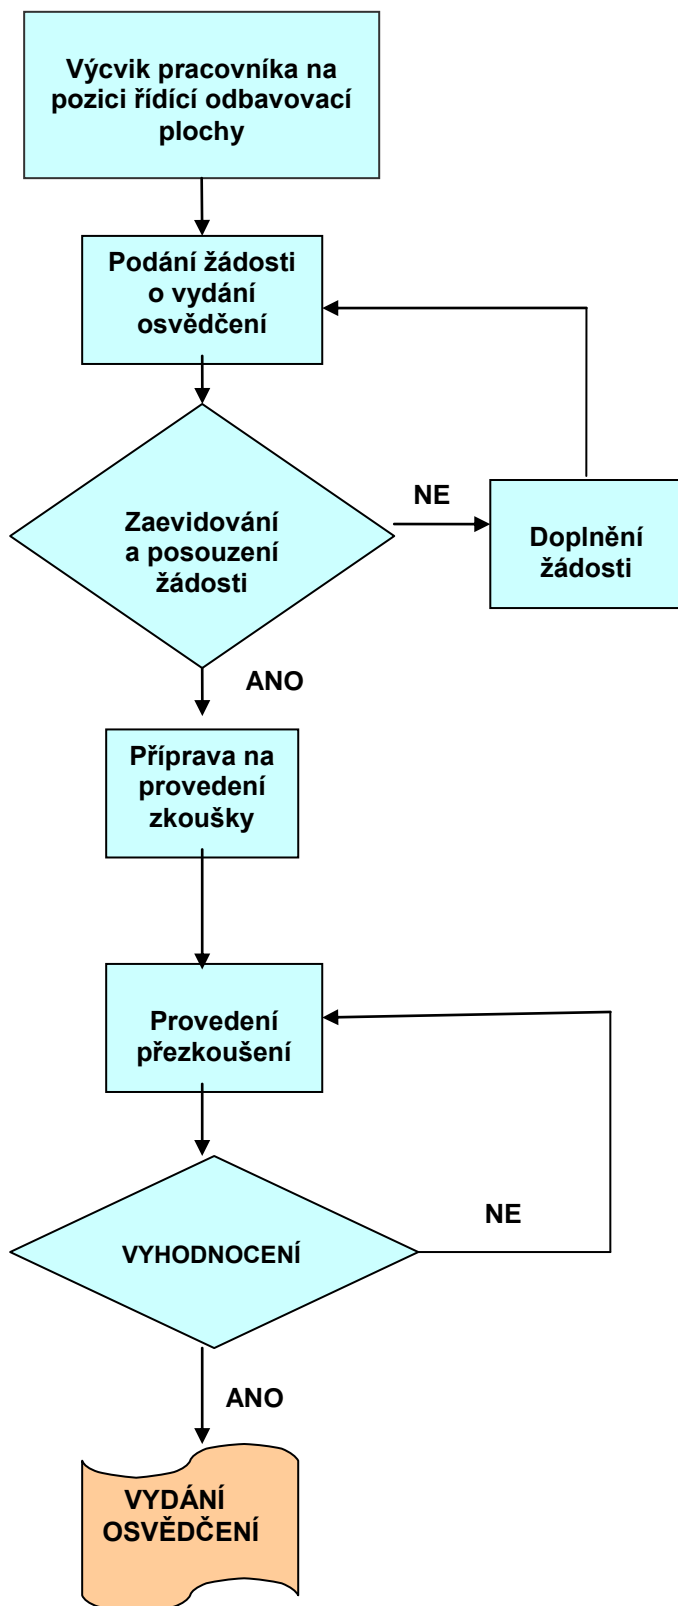 Výcvik pracovníka na
pozici řídící odbavovací
plochy
Podání žádosti
o vydání
osvědčení
NE
Zaevidování
a posouzení
žádosti
Doplnění
žádosti
ANO
Příprava na
provedení
zkoušky
Provedení
přezkoušení
NE
VYHODNOCENÍ
ANO
VYDÁNÍ
OSVĚDČENÍ